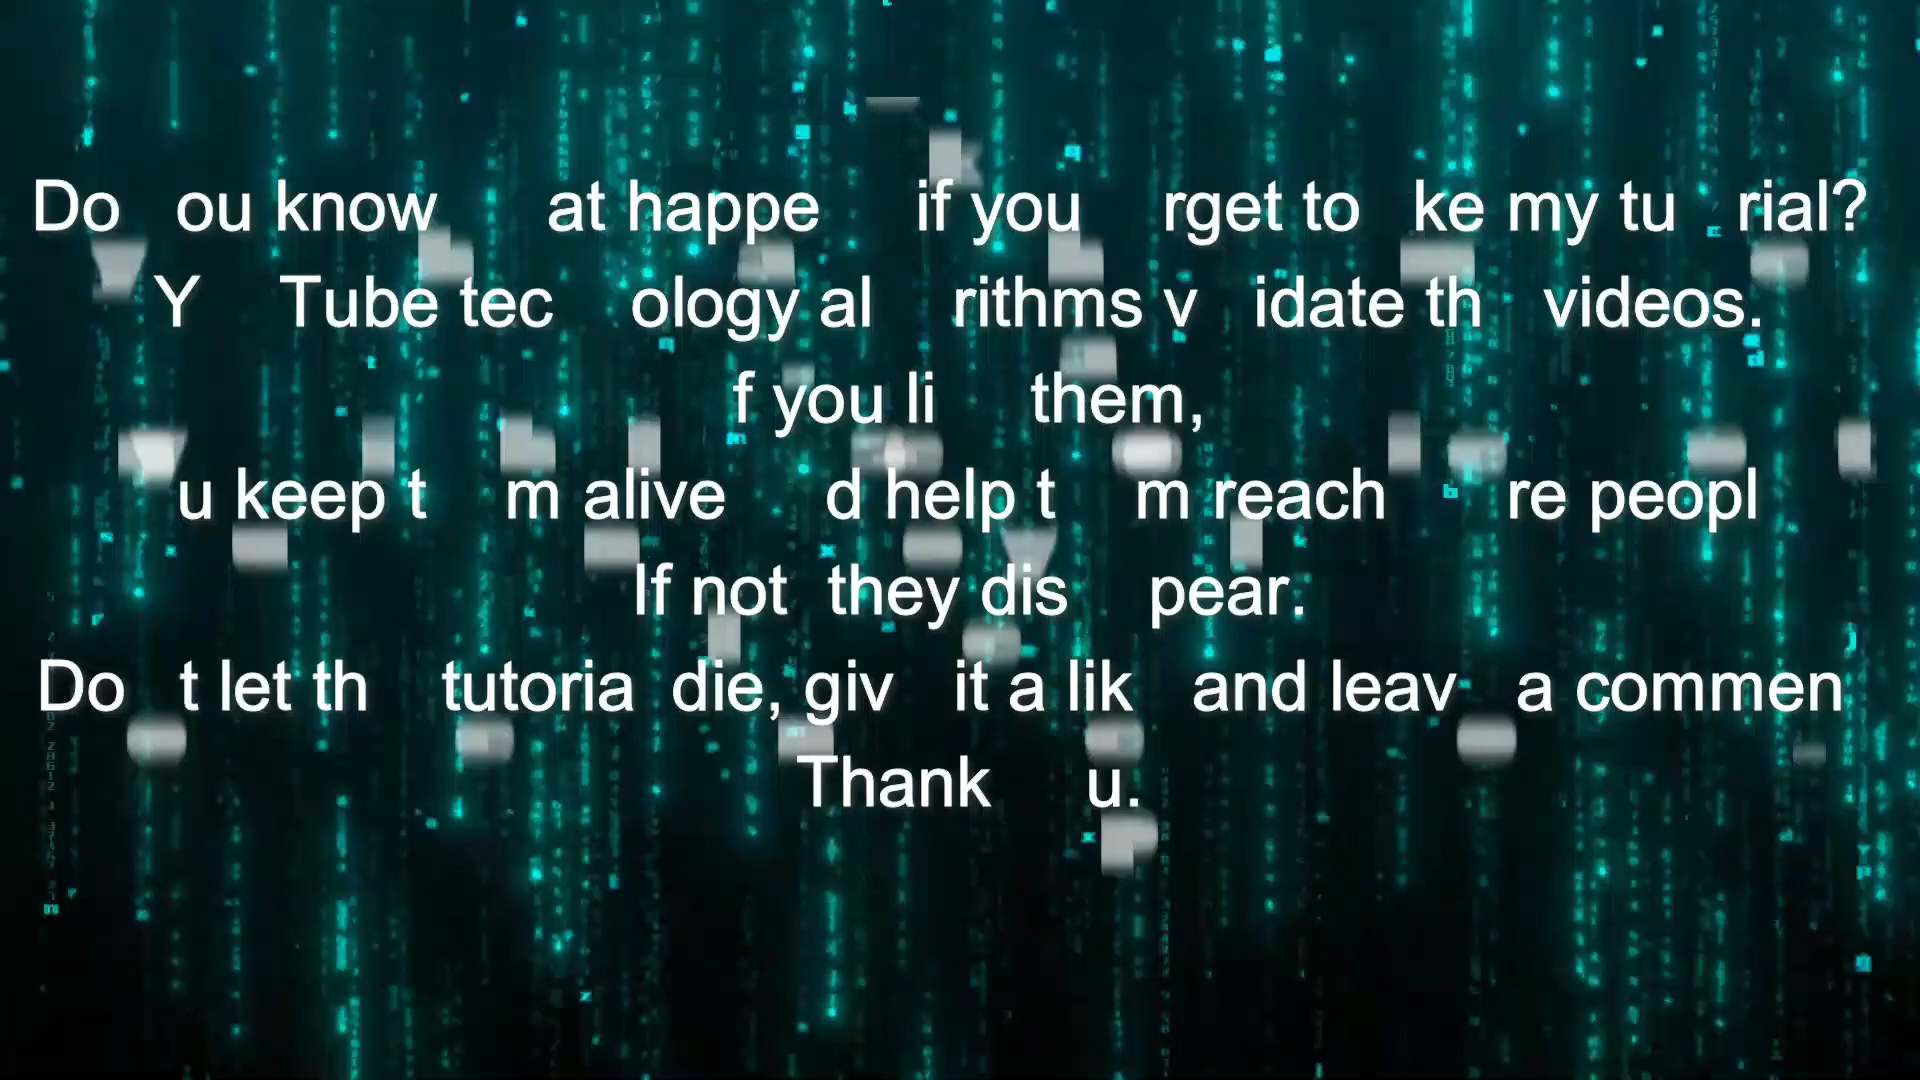 Do ou know at happe if you rget to ke my tu rial?
Y Tube tec ology al rithms v idate th videos.
f you li them,
u keep t m alive d help t m reach re peopl
If not they dis pear.
Do t let th tutoria die, giv it a lik and leav a commen
Thank u.